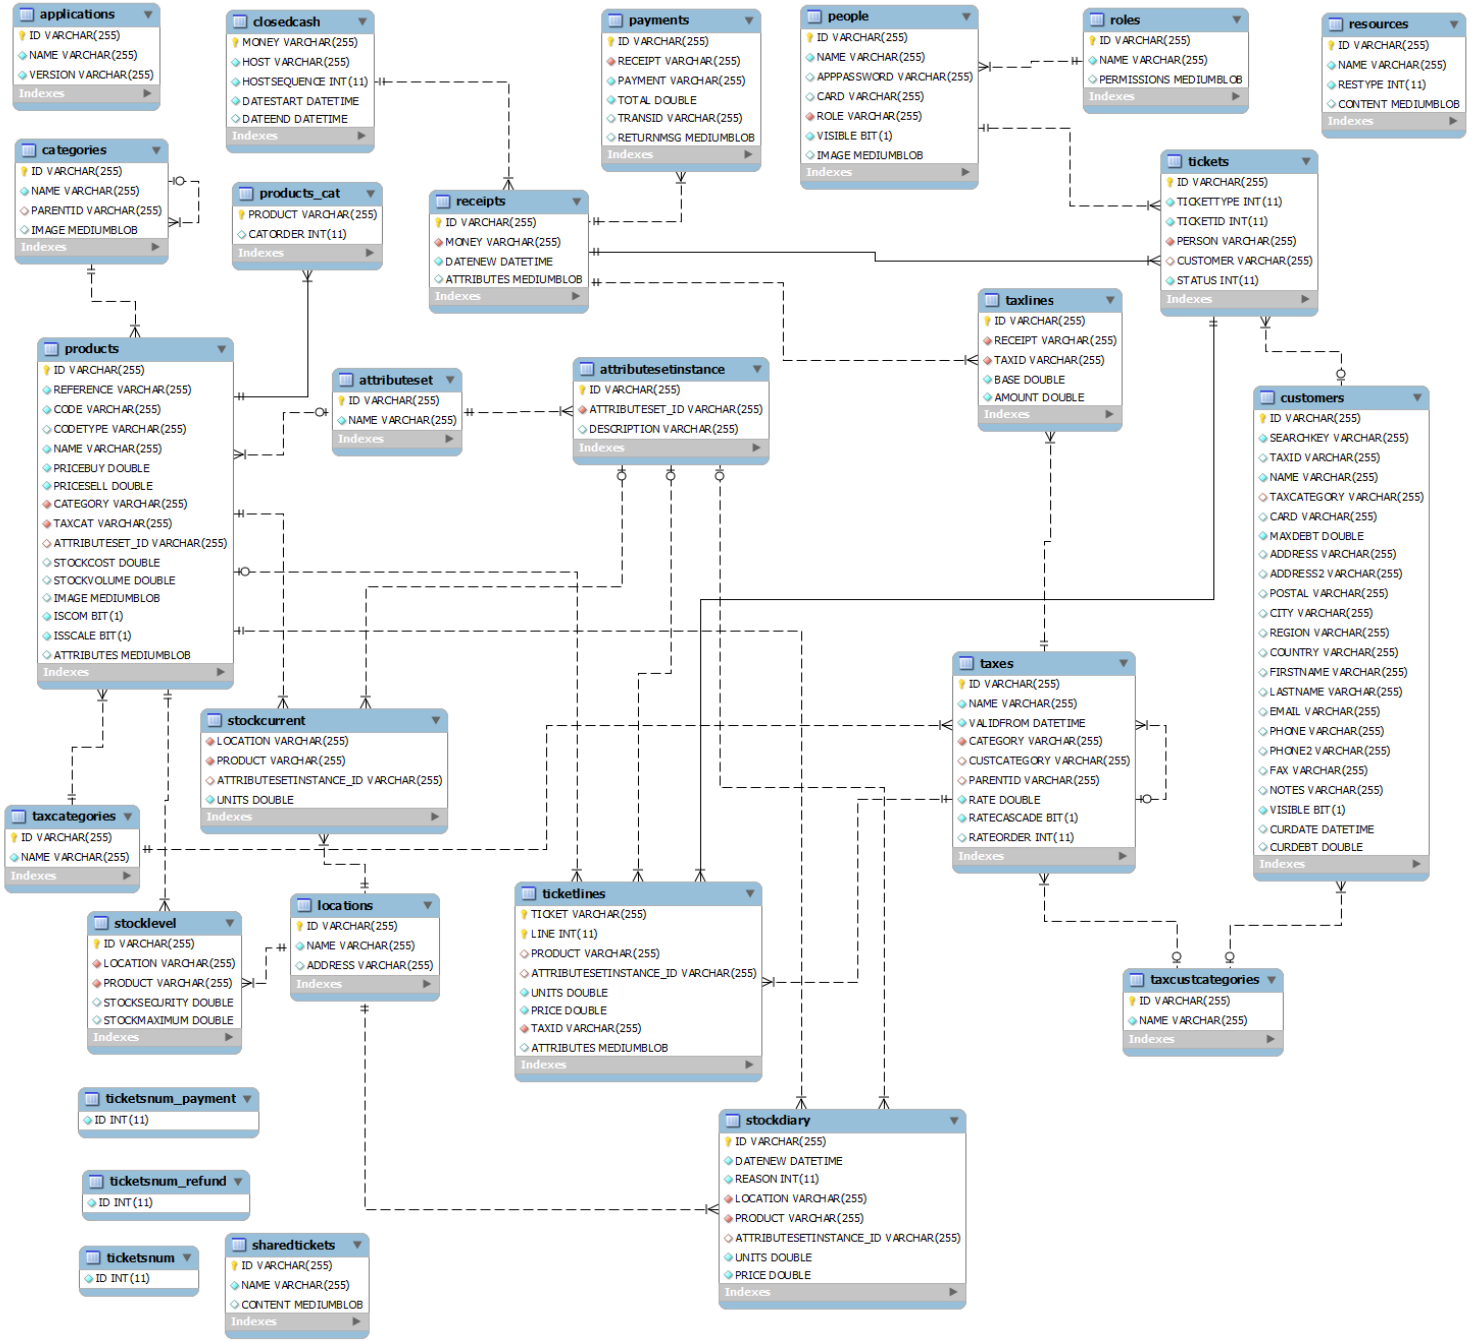 applications
ID VARCHAR(255)
NAME VARCHAR(255)
VERSION VARCHAR(255)
Indexes
closedcash
MONEY VARCHAR(255)
HOST VARCHAR(255)
HOSTSEQUENCE INT(11)
DATESTART DATETIME
DATEEND DATETIME
Indexes
payments
ID VARCHAR(255)
RECEIPT VARCHAR(255)
PAYMENT VARCHAR(255)
TOTAL DOUBLE
TRANSID VARCHAR(255)
RETURNMSG MEDIUMBLOB
Indexes
people
ID VARCHAR(255)
NAME VARCHAR(255)
APPPASSWORD VARCHAR(255)
CARD VARCHAR(255)
ROLE VARCHAR(255)
VISIBLE BIT(1)
IMAGE MEDIUMBLOB
Indexes
roles
ID VARCHAR(255)
NAME VARCHAR(255)
PERMISSIONS MEDIUMBLOB
Indexes
resources
ID VARCHAR(255)
NAME VARCHAR(255)
RESTYPE INT(11)
CONTENT MEDIUMBLOB
Indexes
categories
ID VARCHAR(255)
NAME VARCHAR(255)
PARENTID VARCHAR(255)
IMAGE MEDIUMBLOB
Indexes
products_cat
PRODUCT VARCHAR(255)
CATORDER INT(11)
Indexes
receipts
ID VARCHAR(255)
MONEY VARCHAR(255)
DATENEW DATETIME
ATTRIBUTES MEDIUMBLOB
Indexes
tickets
ID VARCHAR(255)
TICKETTYPE INT(11)
TICKETID INT(11)
PERSON VARCHAR(255)
CUSTOMER VARCHAR(255)
STATUS INT(11)
Indexes
taxlines
ID VARCHAR(255)
RECEIPT VARCHAR(255)
TAXID VARCHAR(255)
BASE DOUBLE
AMOUNT DOUBLE
Indexes
products
ID VARCHAR(255)
REFERENCE VARCHAR(255)
CODE VARCHAR(255)
CODETYPE VARCHAR(255)
NAME VARCHAR(255)
PRICEBUY DOUBLE
PRICESELL DOUBLE
CATEGORY VARCHAR(255)
TAXCAT VARCHAR(255)
ATTRIBUTESET_ID VARCHAR(255)
STOCKCOST DOUBLE
STOCKVOLUME DOUBLE
IMAGE MEDIUMBLOB
ISCOM BIT(1)
ISSCALE BIT(1)
ATTRIBUTES MEDIUMBLOB
Indexes
attributeset
ID VARCHAR(255)
NAME VARCHAR(255)
Indexes
attributesetinstance
ID VARCHAR(255)
ATTRIBUTESET_ID VARCHAR(255)
DESCRIPTION VARCHAR(255)
Indexes
customers
ID VARCHAR(255)
SEARCHKEY VARCHAR(255)
TAXID VARCHAR(255)
NAME VARCHAR(255)
TAXCATEGORY VARCHAR(255)
CARD VARCHAR(255)
MAXDEBT DOUBLE
ADDRESS VARCHAR(255)
ADDRESS2 VARCHAR(255)
POSTAL VARCHAR(255)
CITY VARCHAR(255)
REGION VARCHAR(255)
COUNTRY VARCHAR(255)
FIRSTNAME VARCHAR(255)
LASTNAME VARCHAR(255)
EMAIL VARCHAR(255)
PHONE VARCHAR(255)
PHONE2 VARCHAR(255)
FAX VARCHAR(255)
NOTES VARCHAR(255)
VISIBLE BIT(1)
CURDATE DATETIME
CURDEBT DOUBLE
Indexes
taxes
ID VARCHAR(255)
NAME VARCHAR(255)
VALIDFROM DATETIME
CATEGORY VARCHAR(255)
CUSTCATEGORY VARCHAR(255)
PARENTID VARCHAR(255)
RATE DOUBLE
RATECASCADE BIT(1)
RATEORDER INT(11)
Indexes
stockcurrent
LOCATION VARCHAR(255)
PRODUCT VARCHAR(255)
ATTRIBUTESETINSTANCE_ID VARCHAR(255)
UNITS DOUBLE
Indexes
taxcategories
ID VARCHAR(255)
NAME VARCHAR(255)
Indexes
stocklevel
ID VARCHAR(255)
LOCATION VARCHAR(255)
PRODUCT VARCHAR(255)
STOCKSECURITY DOUBLE
STOCKMAXIMUM DOUBLE
Indexes
locations
ID VARCHAR(255)
NAME VARCHAR(255)
ADDRESS VARCHAR(255)
Indexes
ticketlines
TICKET VARCHAR(255)
LINE INT(11)
PRODUCT VARCHAR(255)
ATTRIBUTESETINSTANCE_ID VARCHAR(255)
UNITS DOUBLE
PRICE DOUBLE
TAXID VARCHAR(255)
ATTRIBUTES MEDIUMBLOB
Indexes
taxcustcategories
ID VARCHAR(255)
NAME VARCHAR(255)
Indexes
ticketsnum_payment
ID INT(11)
stockdiary
ID VARCHAR(255)
DATENEW DATETIME
REASON INT(11)
LOCATION VARCHAR(255)
PRODUCT VARCHAR(255)
ATTRIBUTESETINSTANCE_ID VARCHAR(255)
UNITS DOUBLE
PRICE DOUBLE
Indexes
ticketsnum_refund
ID INT(11)
ticketsnum
ID INT(11)
sharedtickets
ID VARCHAR(255)
NAME VARCHAR(255)
CONTENT MEDIUMBLOB
Indexes